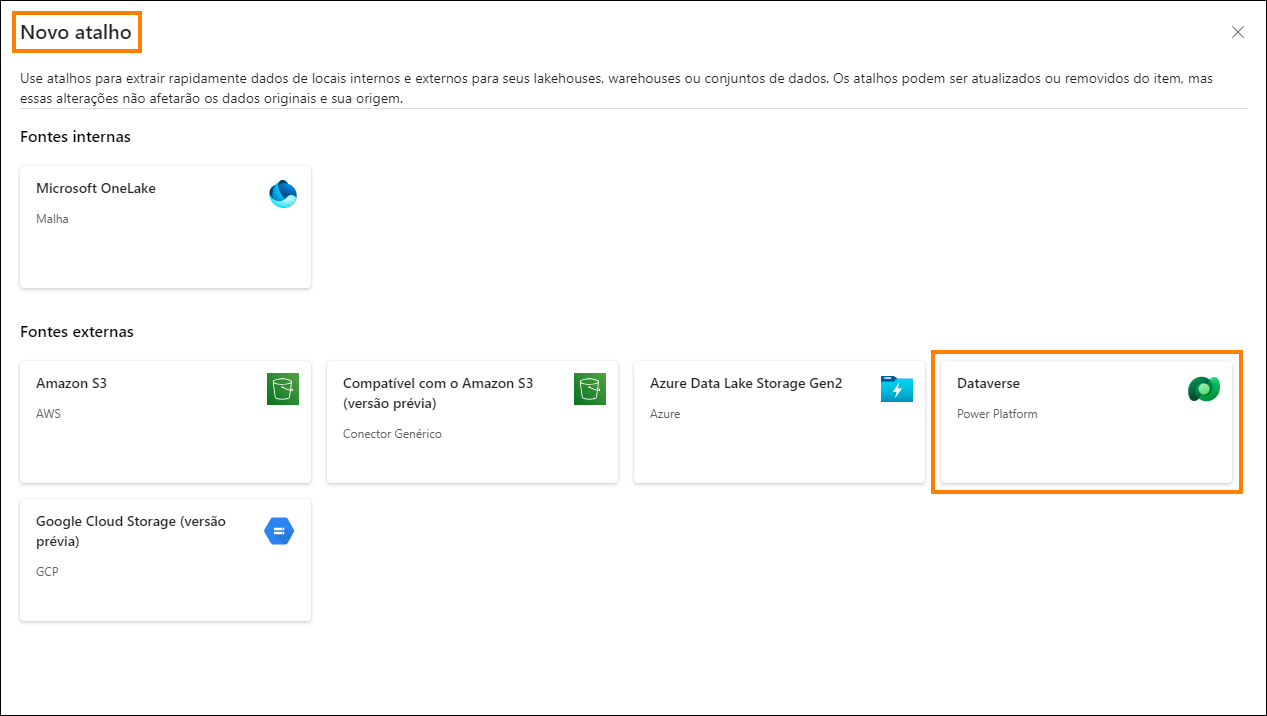 Novo atalho
Use atalhos para extrair rapidamente dados de locais internos e externos para seus lakehouses, warehouses ou conjuntos de dados. Os atalhos podem ser atualizados ou removidos do item, mas
essas alterações não afetarão os dados originais e sua origem.
Fontes internas
Microsoft OneLake
Malha
Fontes externas
Amazon S3
AWS
Compatível com o Amazon S3
(versão prévia)
Conector Genérico
Azure Data Lake Storage Gen2
Azure
Dataverse
Power Platform
Google Cloud Storage (versão
prévia)
GCP